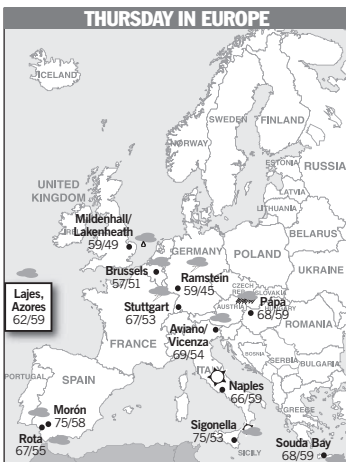 THURSDAY IN EUROPE
ICELAND
SWEDEN
FINLAND
NORWAY
RUSSIA
ESTONIA
LATVIA
LITHUANIA
UNITED
KINGDOM
Mildenhall/
Lakenheath
59/49
BELARUS
GERMANY
POLAND
UKRAINE
Brussels
57/51
Ramstein
59/45
Lajes,
Azores
62/59
CZECH
REP.
SLOVAKIA
Pápa
68/59
AUSTRIA
Stuttgart
67/53
Aviano/
Vicenza
69/54
ROMANIA
FRANCE
BOSNIA
SERBIA
BULGARIA
ITALY
PORTUGAL
SPAIN
Naples
66/59
GREECE
Morón
75/58
Sigonella
75/53
Rota
67/55
SICILY
Souda Bay
68/59